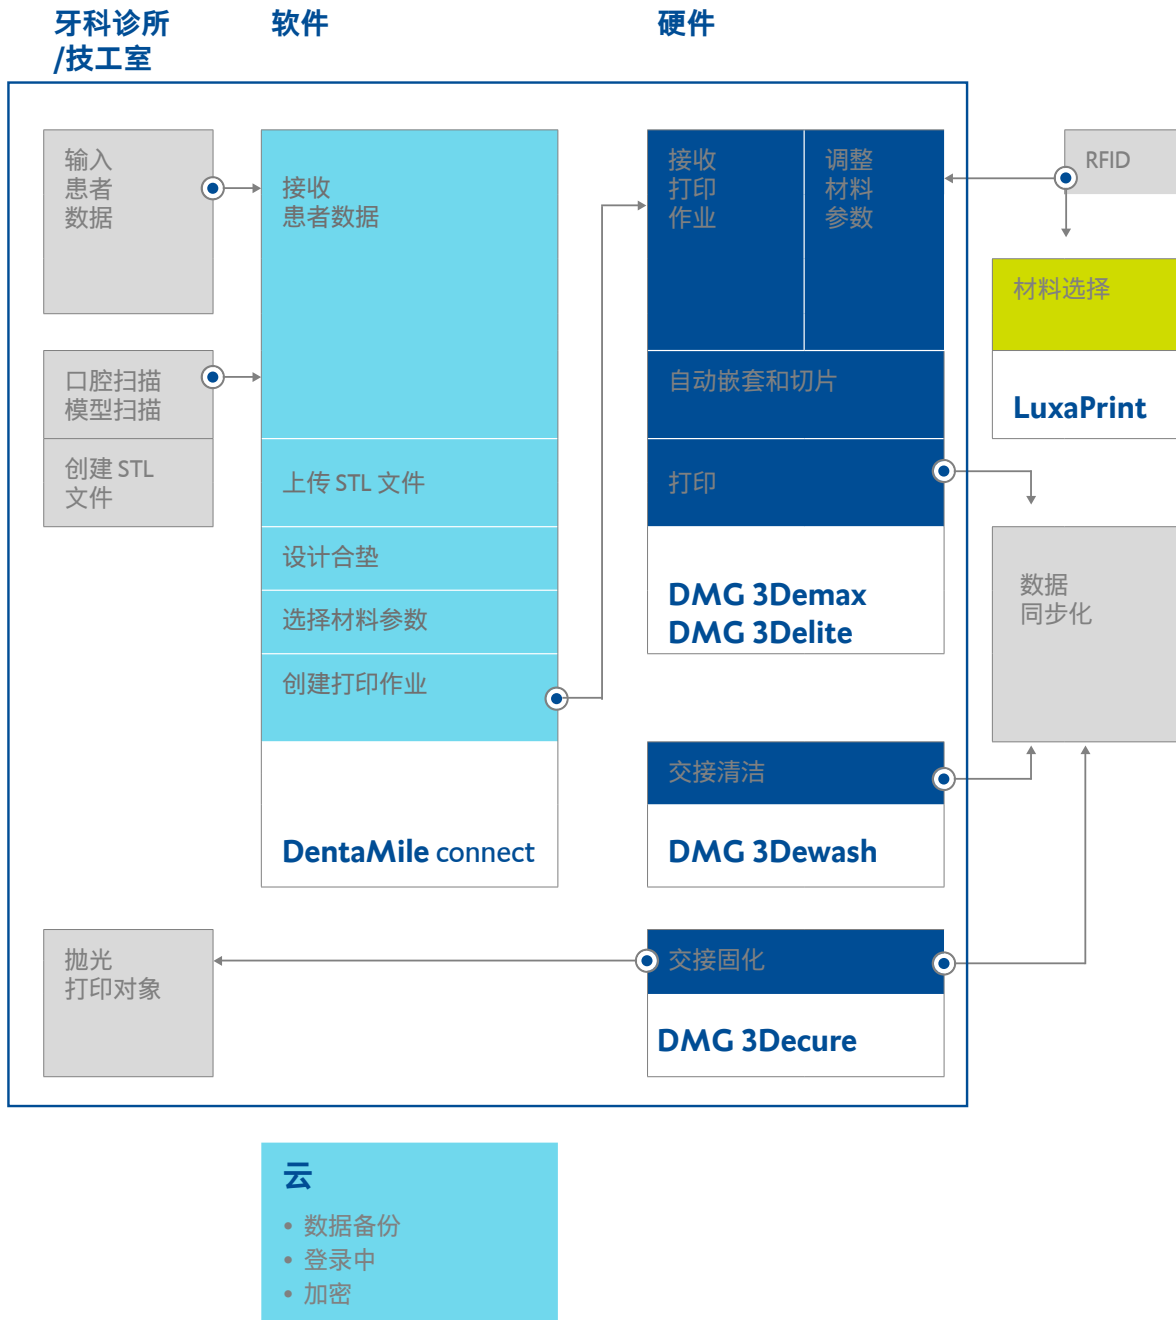 牙科诊所
/技工室
软件
硬件
输入
患者
数据
接收
患者数据
接收
打印
作业
调整
材料
参数
RFID
材料选择
LuxaPrint
口腔扫描
模型扫描
创建 STL
文件
自动嵌套和切片
上传 STL 文件
打印
设计合垫
选择材料参数
创建打印作业
DMG 3Demax
DMG 3Delite
数据
同步化
DentaMile connect
交接清洁
DMG 3Dewash
抛光
打印对象
交接固化
DMG 3Decure
云
• 数据备份
• 登录中
• 加密